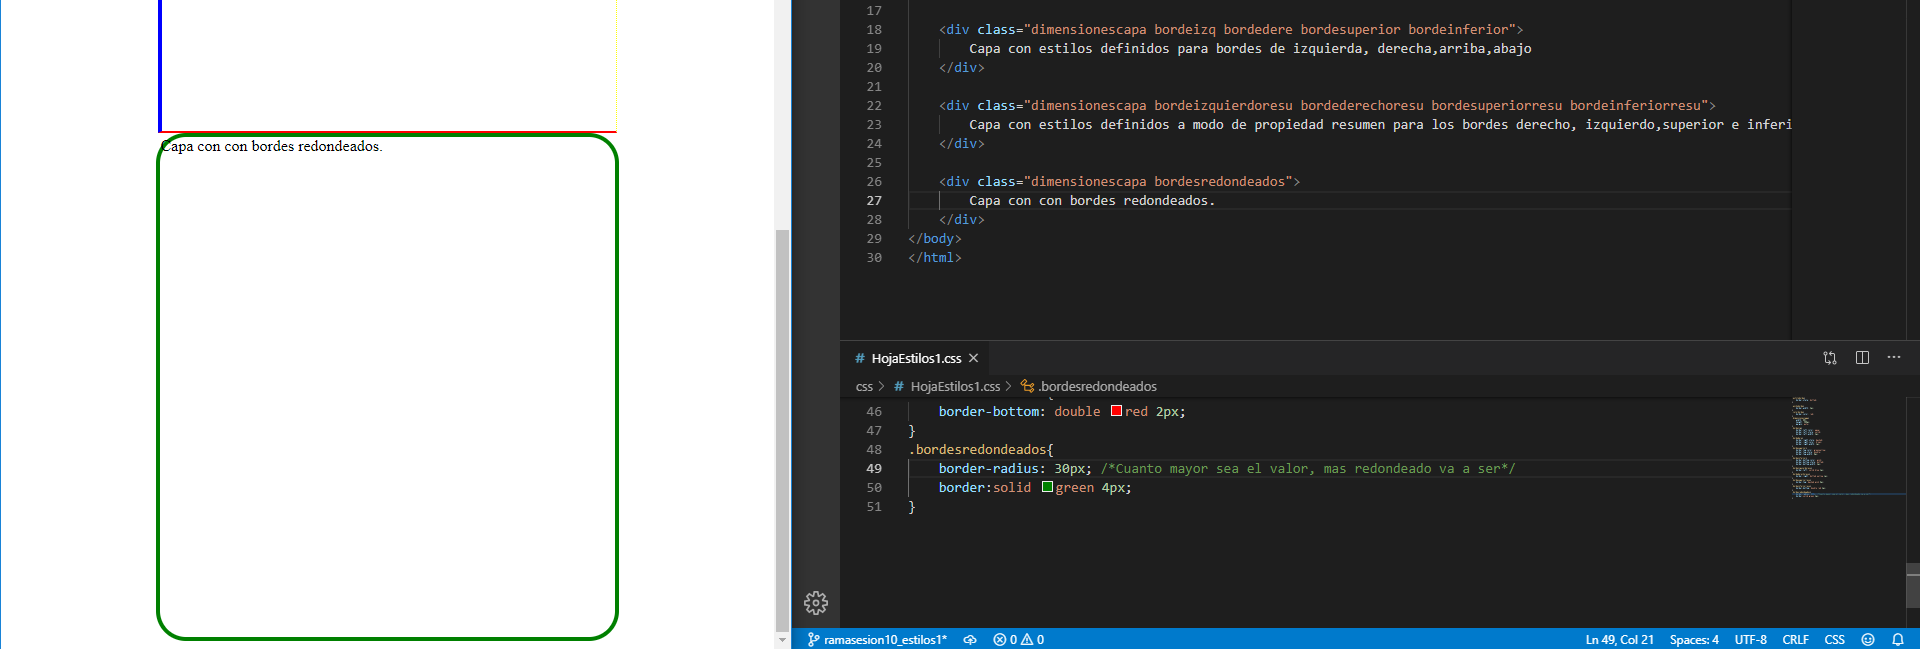 Capa con con bordes redondeados.
17
18 <div class="dimensionescapa bordeizq bordedere bordesuperior bordeinferior">
19 Capa con estilos definidos para bordes de izquierda, derecha,arriba,abajo
20 </div>
21
22 <div class="dimensionescapa bordeizquierdoresu bordederechoresu bordesuperiorresu bordeinferiorresu">
23 Capa con estilos definidos a modo de propiedad resumen para los bordes derecho, izquierdo,superior e inferi
24 </div>
25
26 <div class="dimensionescapa bordesredondeados">
27 Capa con con bordes redondeados.
28 </div>
29 </body>
30 </html>
# HojaEstilos1.css
css > # HojaEstilos1.css > .bordesredondeados
46 border-bottom: double red 2px;
47 }
48 .bordesredondeados{
49 border-radius: 30px; /*Cuanto mayor sea el valor, mas redondeado va a ser*/
50 border:solid green 4px;
51 }
ramasesion10_estilos1* 0 0 Ln 49, Col 21 Spaces: 4 UTF-8 CRLF CSS